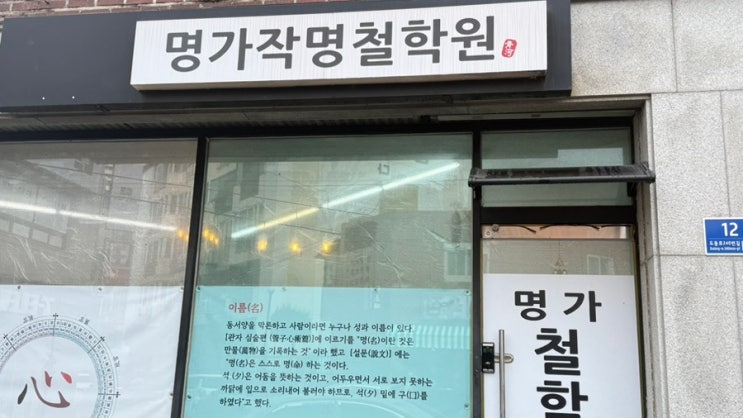 명가작명철학원
이름(名)
동서양을 막론하고 사람이라면 누구나 성과 이름이 있다.
[관자 심술편 (管子心術篇)]에 이르기를 "명(名)이란 것은
만물(萬物)을 기록하는 것" 이라 했고 [설문(說文)] 에는
"명(名)은 스스로 명(命) 하는 것이다.
석 (夕)은 어둠을 뜻하는 것이고, 어두우면서 서로 보지 못하는
까닭에 입으로 소리내어 불러야 하므로, 석(夕) 밑에 구(口)를
하였다"고 했다.
心
명 가
철학
12